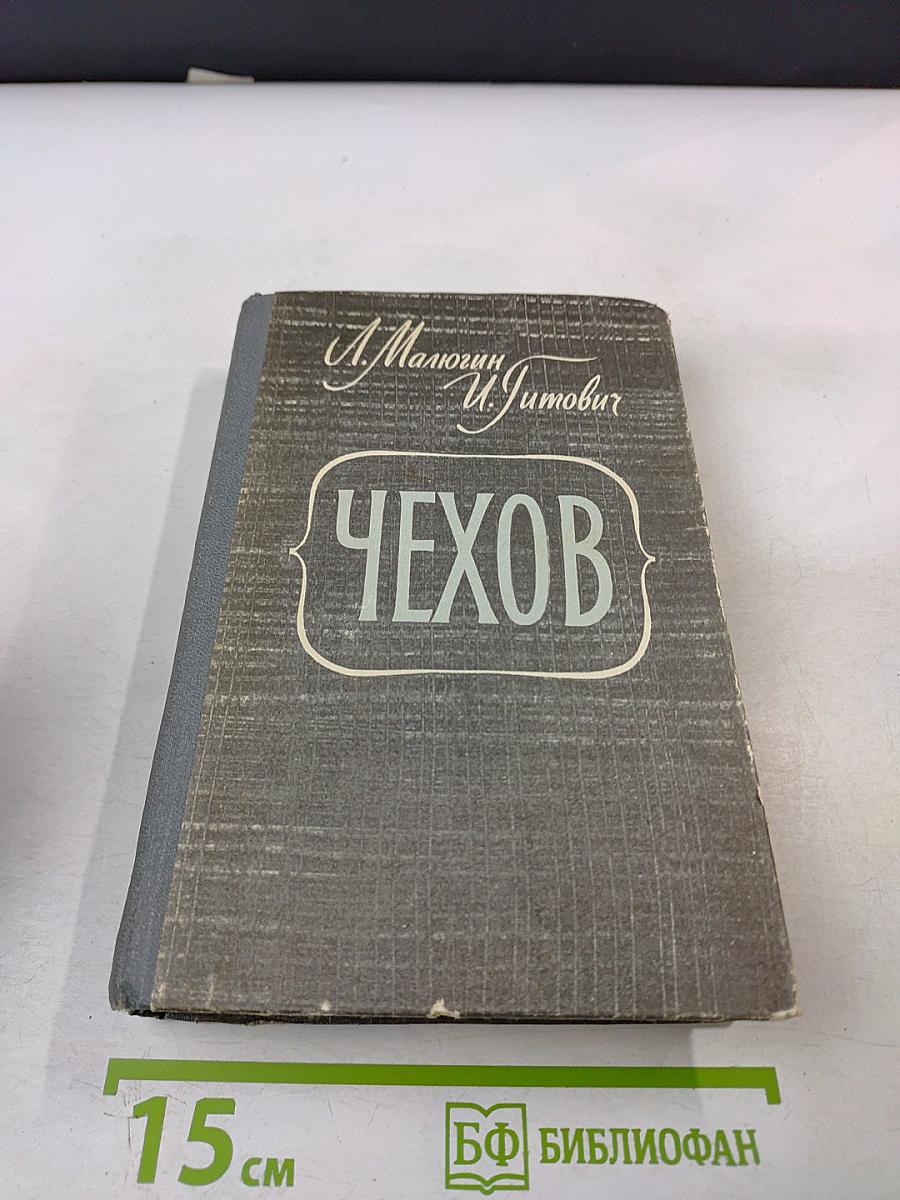 Л. Малюгин
И. Гитович
ЧЕХОВ
15 см
БФ БИБЛИОФАН